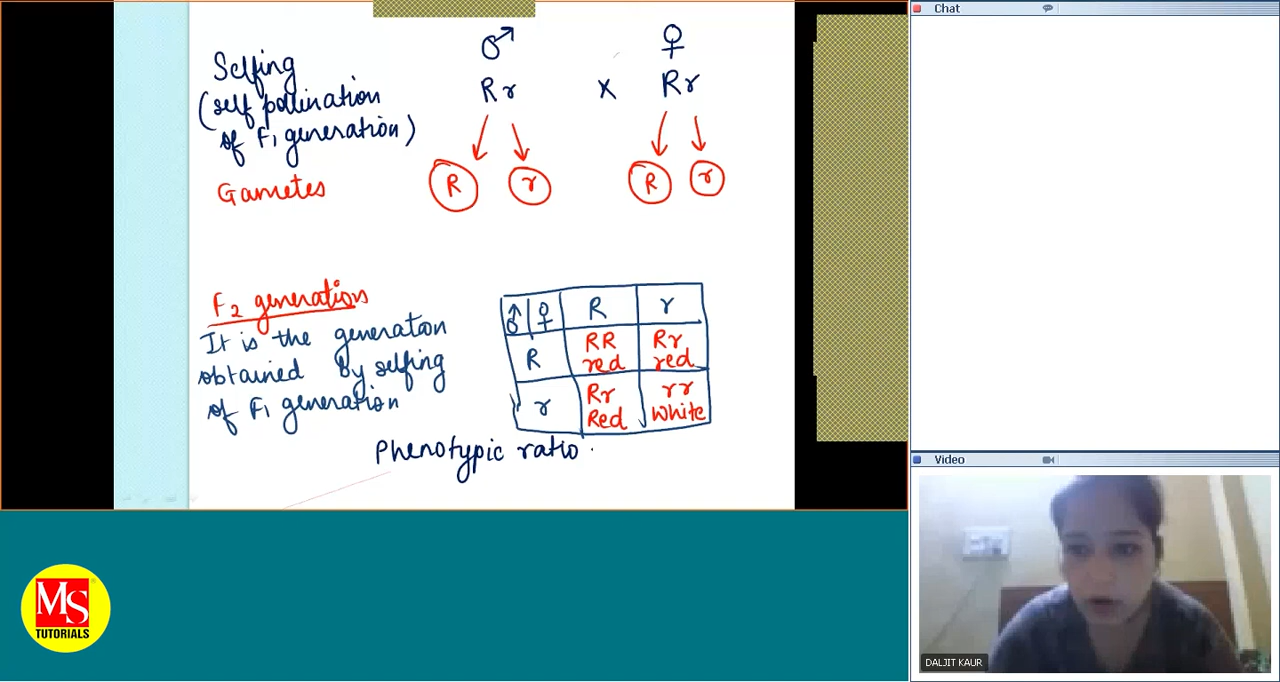 Chat
Selfing
(self pollination
of F1 generation)
♂ ♀
Rr x Rr
Gametes
R r R r
F2 generation
It is the generation
obtained by selfing
of F1 generation
♂ ♀ R r
R RR Rr
red red
r Rr rr
Red White
Phenotypic ratio
Video
MS
TUTORIALS
DALJIT KAUR